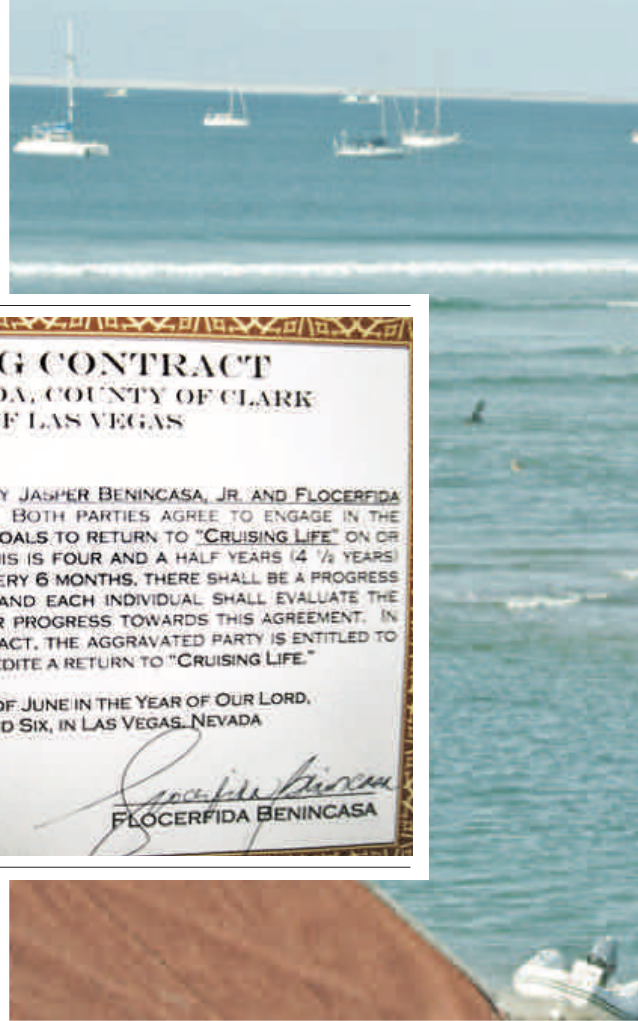 G CONTRACT
DA, COUNTY OF CLARK
F LAS VEGAS
Y JASPER BENINCASA, JR. AND FLOCERFIDA
BOTH PARTIES AGREE TO ENGAGE IN THE
OALS TO RETURN TO "CRUISING LIFE" ON OR
HIS IS FOUR AND A HALF YEARS (4 ½ YEARS)
ERY 6 MONTHS, THERE SHALL BE A PROGRESS
AND EACH INDIVIDUAL SHALL EVALUATE THE
R PROGRESS TOWARDS THIS AGREEMENT. IN
ACT, THE AGGRAVATED PARTY IS ENTITLED TO
EDITE A RETURN TO "CRUISING LIFE."
OF JUNE IN THE YEAR OF OUR LORD,
D SIX, IN LAS VEGAS, NEVADA
Flocerfida Benincasa
FLOCERFIDA BENINCASA